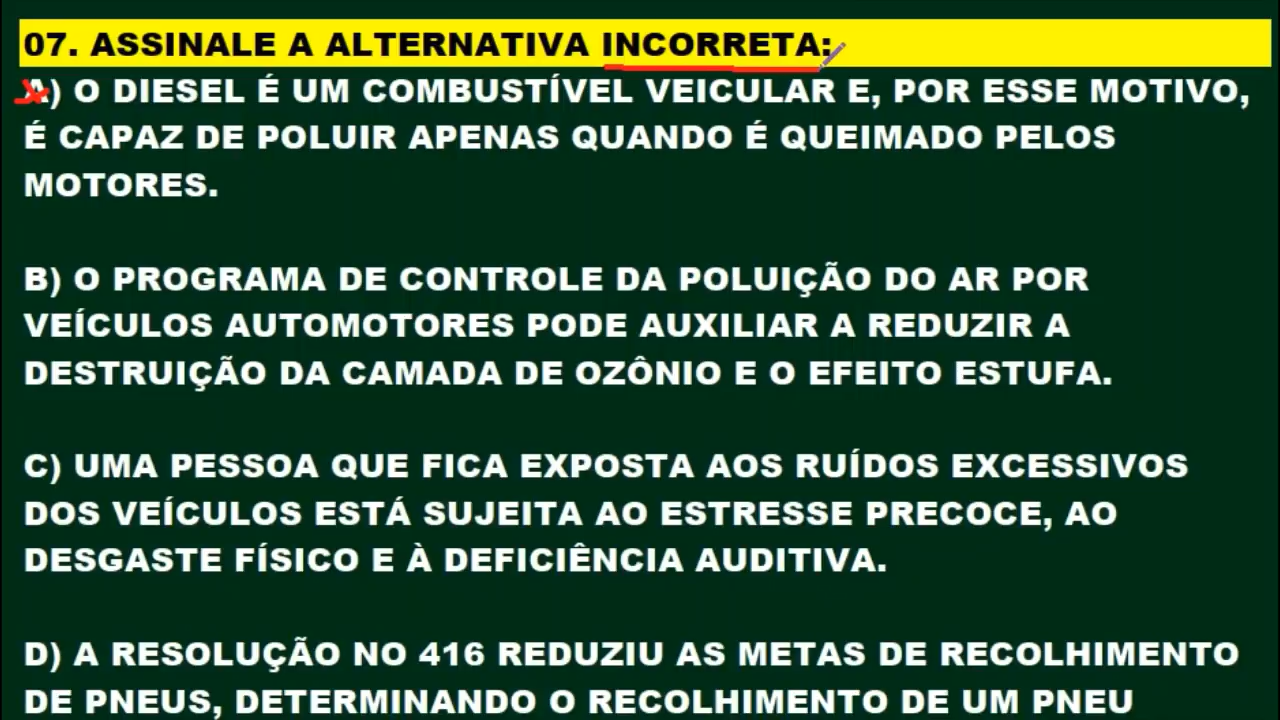 07. ASSINALE A ALTERNATIVA INCORRETA:
A) O DIESEL É UM COMBUSTÍVEL VEICULAR E, POR ESSE MOTIVO,
É CAPAZ DE POLUIR APENAS QUANDO É QUEIMADO PELOS
MOTORES.
B) O PROGRAMA DE CONTROLE DA POLUIÇÃO DO AR POR
VEÍCULOS AUTOMOTORES PODE AUXILIAR A REDUZIR A
DESTRUIÇÃO DA CAMADA DE OZÔNIO E O EFEITO ESTUFA.
C) UMA PESSOA QUE FICA EXPOSTA AOS RUÍDOS EXCESSIVOS
DOS VEÍCULOS ESTÁ SUJEITA AO ESTRESSE PRECOCE, AO
DESGASTE FÍSICO E À DEFICIÊNCIA AUDITIVA.
D) A RESOLUÇÃO NO 416 REDUZIU AS METAS DE RECOLHIMENTO
DE PNEUS, DETERMINANDO O RECOLHIMENTO DE UM PNEU